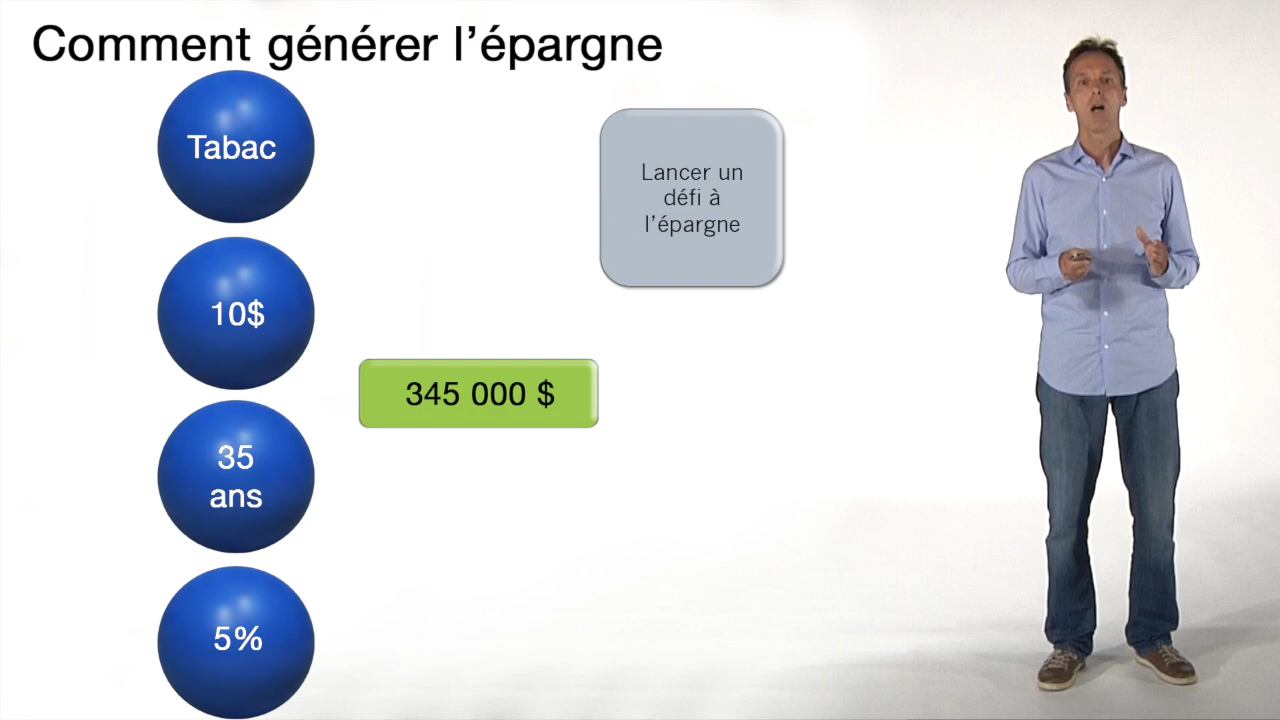 Comment générer l’épargne
Tabac
10$
35
ans
5%
345 000 $
Lancer un
défi à
l’épargne